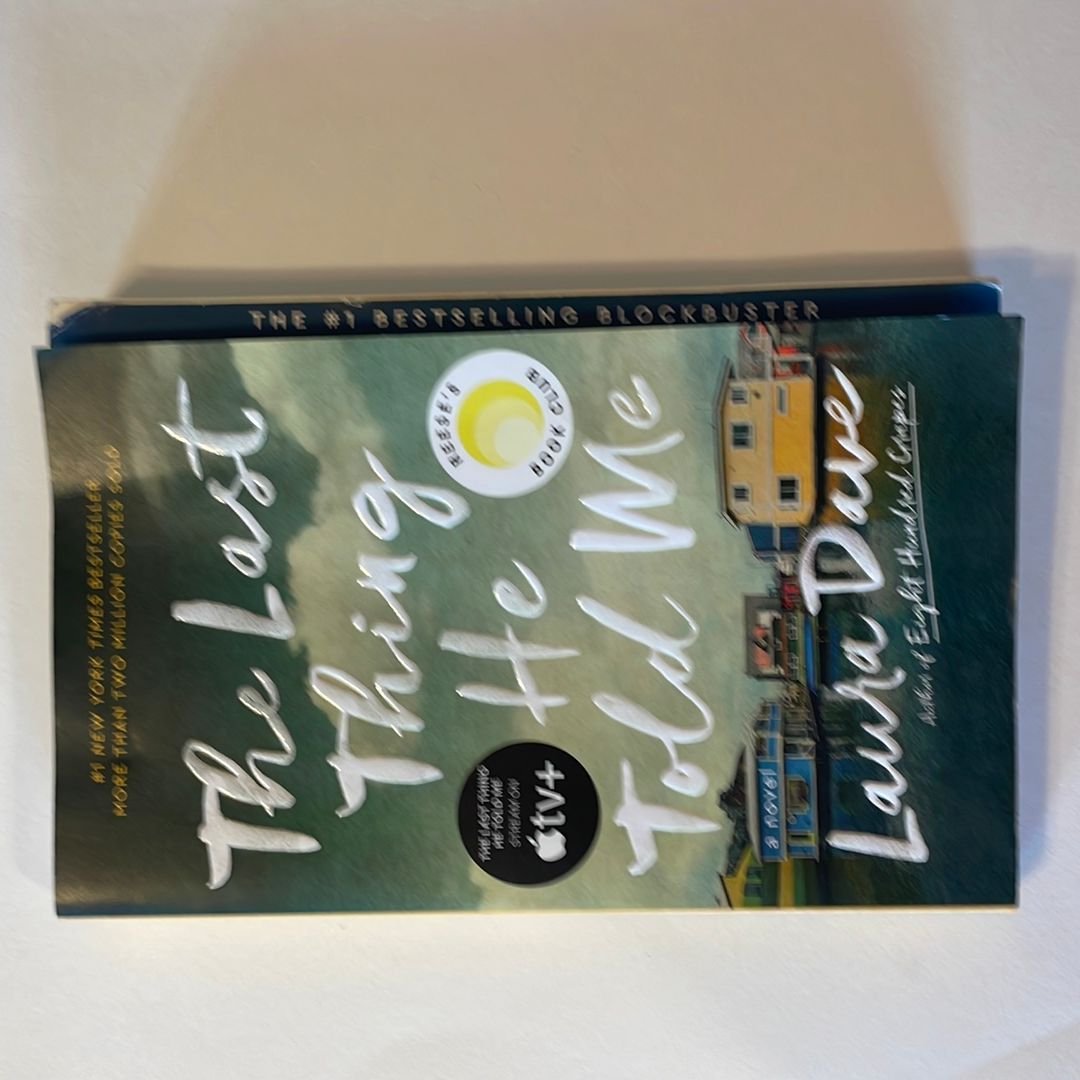 THE #1 BESTSELLING BLOCKBUSTER
#1 NEW YORK TIMES BESTSELLER
MORE THAN TWO MILLION COPIES SOLD
The Last
Thing
REESE'S
BOOK CLUB
He
Told Me
THE LAST THING
HE TOLD ME
STREAM ON
tv+
a novel
Laura Dave
Author of Eight Hundred Grapes